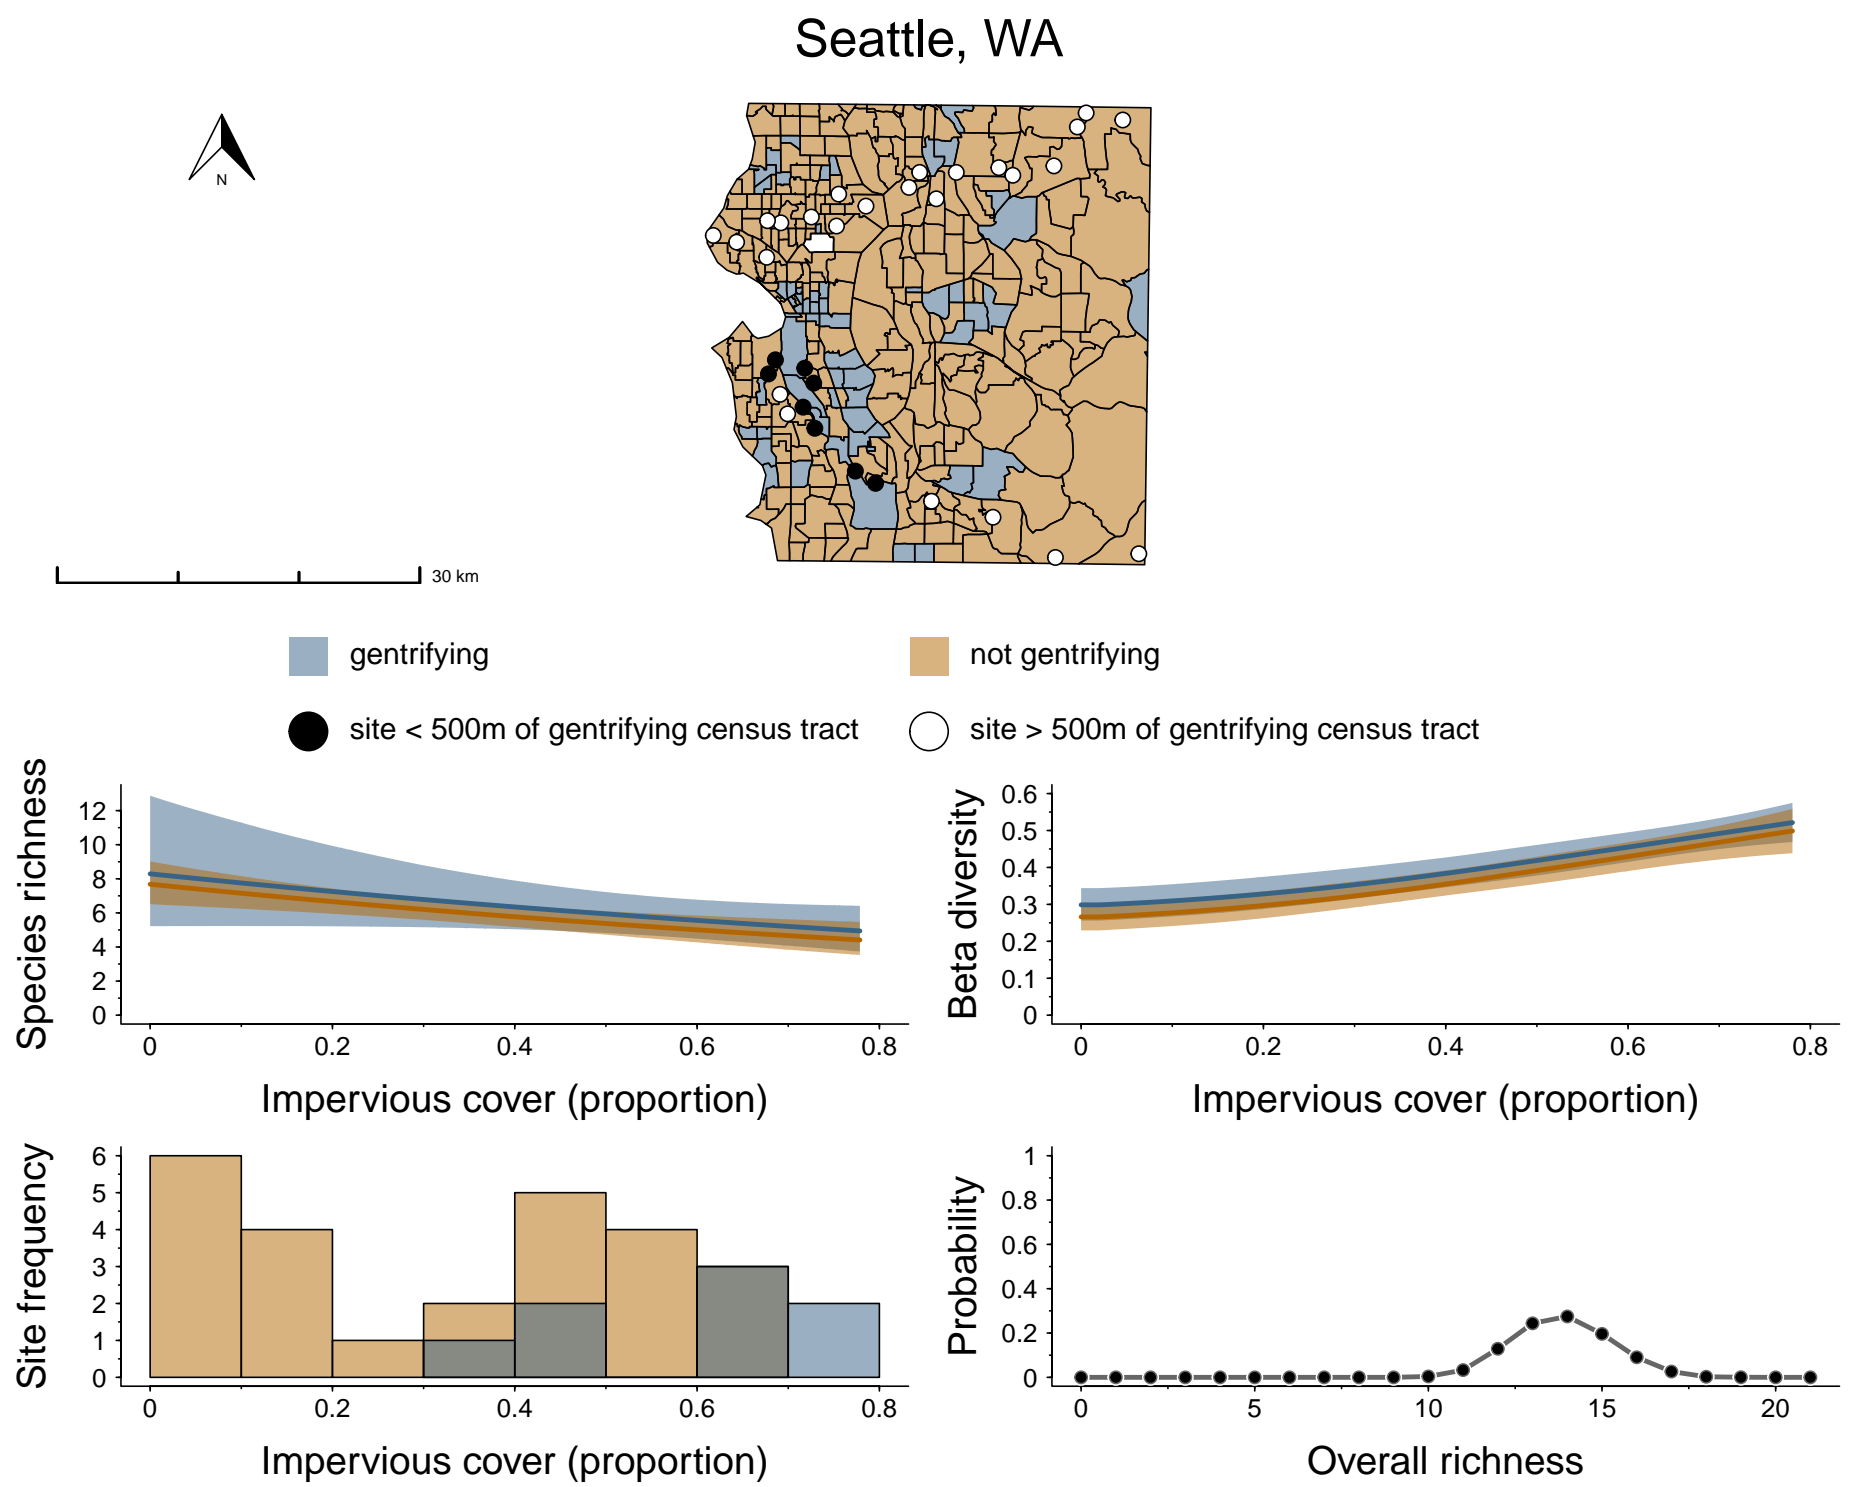 Seattle, WA
N
30 km
gentrifying
not gentrifying
site < 500m of gentrifying census tract
site > 500m of gentrifying census tract
Species richness
12
10
8
6
4
2
0
0 0.2 0.4 0.6 0.8
Impervious cover (proportion)
Beta diversity
0.6
0.5
0.4
0.3
0.2
0.1
0
0 0.2 0.4 0.6 0.8
Impervious cover (proportion)
Site frequency
6
5
4
3
2
1
0
0 0.2 0.4 0.6 0.8
Impervious cover (proportion)
Probability
1
0.8
0.6
0.4
0.2
0
0 5 10 15 20
Overall richness